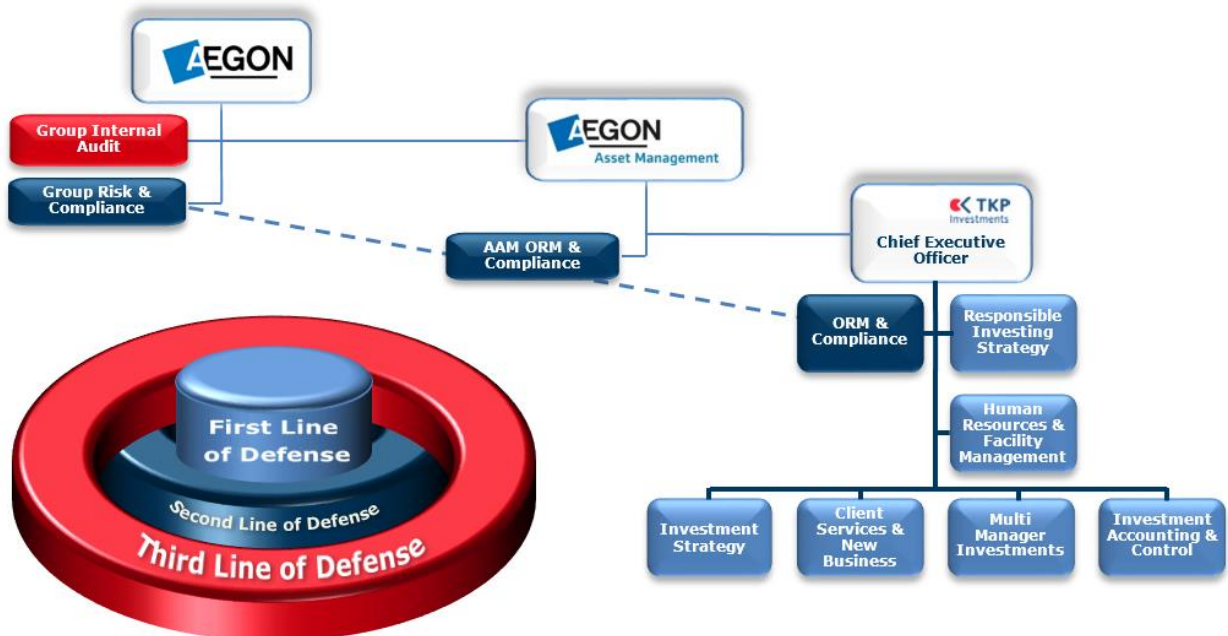 AEGON
Group Internal
Audit
Group Risk &
Compliance
AEGON
Asset Management
AAM ORM &
Compliance
TKP
Investments
Chief Executive
Officer
ORM &
Compliance
Responsible
Investing
Strategy
Human
Resources &
Facility
Management
Investment
Strategy
Client
Services &
New
Business
Multi
Manager
Investments
Investment
Accounting &
Control
First Line
of Defense
Second Line of Defense
Third Line of Defense